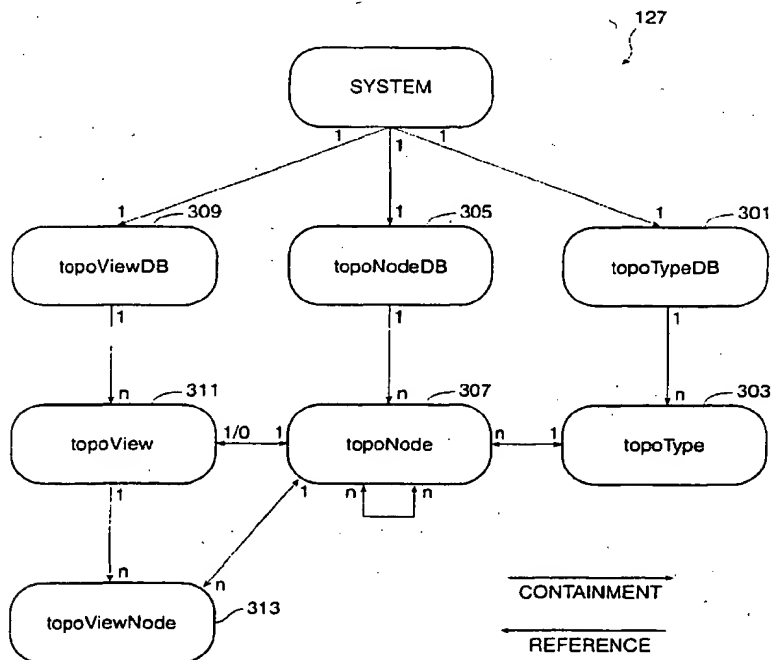 127
SYSTEM
1 1 1
1 309 1 305 1 301
topoViewDB topoNodeDB topoTypeDB
1 1 1
n 311 n 307 n 303
topoView 1/0 1 topoNode n 1 topoType
1 1 n n
n n
topoViewNode 313
CONTAINMENT
REFERENCE